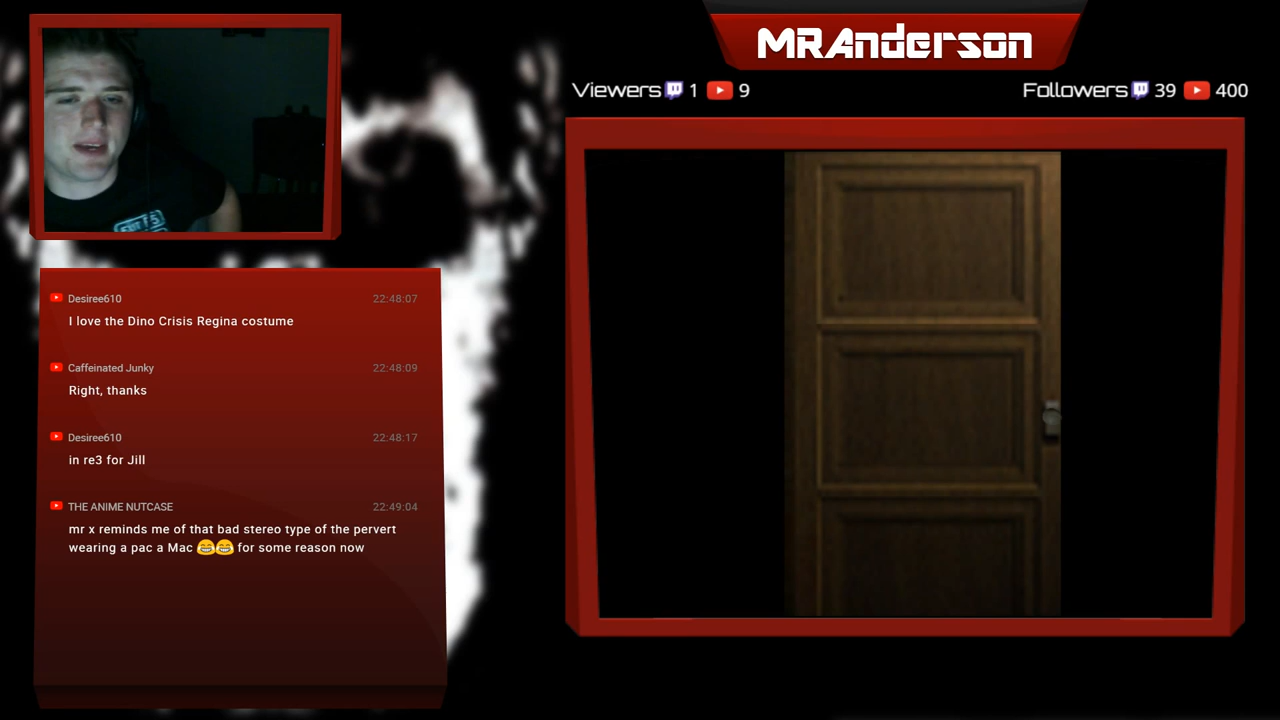 MRAnderson
Viewers 1 9
Followers 39 400
Desiree610 22:48:07
I love the Dino Crisis Regina costume
Caffeinated Junky 22:48:09
Right, thanks
Desiree610 22:48:17
in re3 for Jill
THE ANIME NUTCASE 22:49:04
mr x reminds me of that bad stereo type of the pervert
wearing a pac a Mac 😂😂 for some reason now